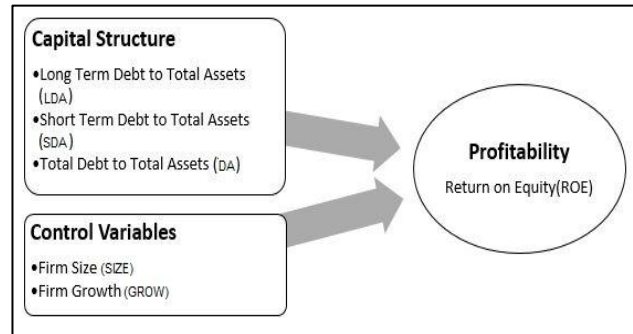 Capital Structure
•Long Term Debt to Total Assets
(LDA)
•Short Term Debt to Total Assets
(SDA)
•Total Debt to Total Assets (DA)
Profitability
Return on Equity(ROE)
Control Variables
•Firm Size (SIZE)
•Firm Growth (GROW)